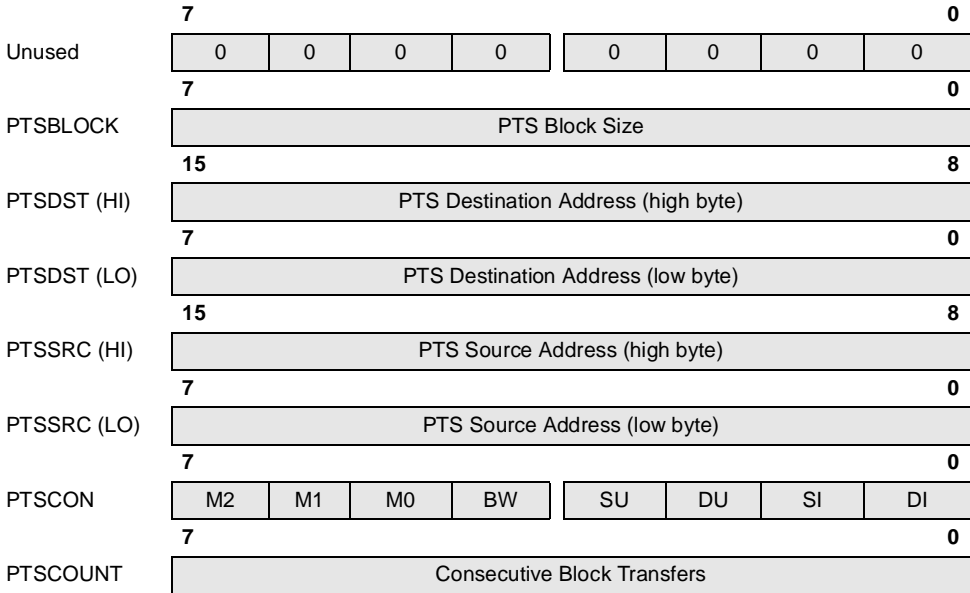 7 0
Unused 0 0 0 0 0 0 0 0
7 0
PTSBLOCK PTS Block Size
15 8
PTSDST (HI) PTS Destination Address (high byte)
7 0
PTSDST (LO) PTS Destination Address (low byte)
15 8
PTSSRC (HI) PTS Source Address (high byte)
7 0
PTSSRC (LO) PTS Source Address (low byte)
7 0
PTSCON M2 M1 M0 BW SU DU SI DI
7 0
PTSCOUNT Consecutive Block Transfers